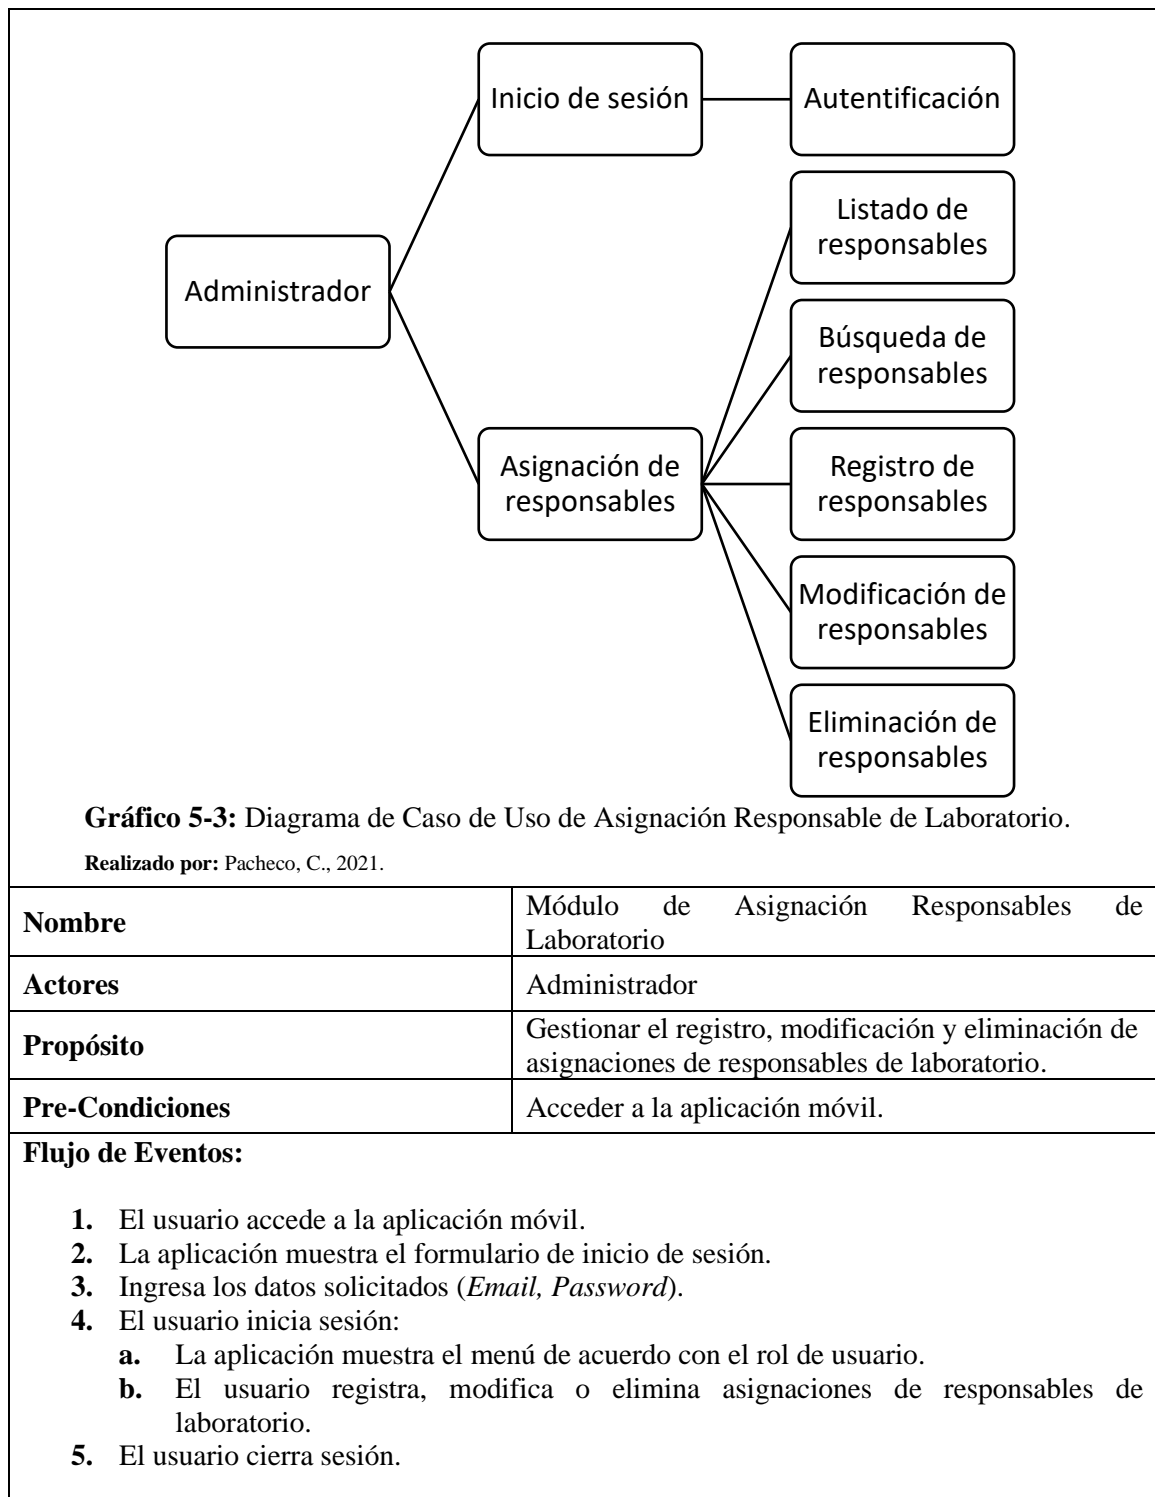 Inicio de sesión
Autentificación
Listado de
responsables
Administrador
Búsqueda de
responsables
Asignación de
responsables
Registro de
responsables
Modificación de
responsables
Eliminación de
responsables
Gráfico 5-3: Diagrama de Caso de Uso de Asignación Responsable de Laboratorio.
Realizado por: Pacheco, C., 2021.
Nombre
Módulo de Asignación Responsables de
Laboratorio
Actores
Administrador
Propósito
Gestionar el registro, modificación y eliminación de
asignaciones de responsables de laboratorio.
Pre-Condiciones
Acceder a la aplicación móvil.
Flujo de Eventos:
1. El usuario accede a la aplicación móvil.
2. La aplicación muestra el formulario de inicio de sesión.
3. Ingresa los datos solicitados (Email, Password).
4. El usuario inicia sesión:
a. La aplicación muestra el menú de acuerdo con el rol de usuario.
b. El usuario registra, modifica o elimina asignaciones de responsables de
laboratorio.
5. El usuario cierra sesión.